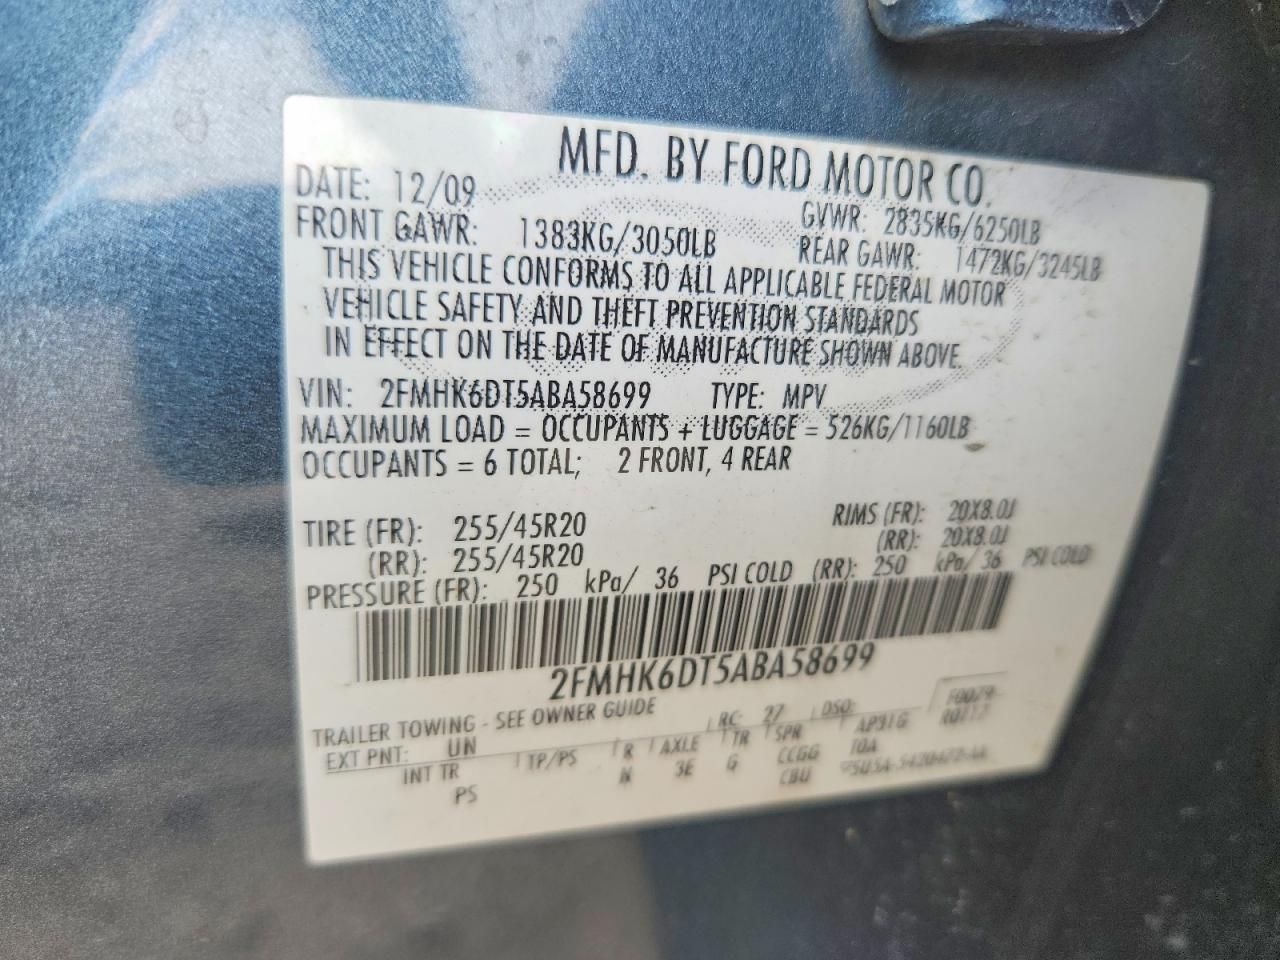 MFD. BY FORD MOTOR CO.
DATE: 12/09 GVWR: 2835KG/6250LB
FRONT GAWR: 1383KG/3050LB REAR GAWR: 1472KG/3245LB
THIS VEHICLE CONFORMS TO ALL APPLICABLE FEDERAL MOTOR
VEHICLE SAFETY AND THEFT PREVENTION STANDARDS
IN EFFECT ON THE DATE OF MANUFACTURE SHOWN ABOVE.
VIN: 2FMHK6DT5ABA58699 TYPE: MPV
MAXIMUM LOAD = OCCUPANTS + LUGGAGE = 526KG/1160LB
OCCUPANTS = 6 TOTAL; 2 FRONT, 4 REAR
TIRE (FR): 255/45R20 RIMS (FR): 20X8.0J
(RR): 255/45R20 (RR): 20X8.0J
PRESSURE (FR): 250 kPa/ 36 PSI COLD (RR): 250 kPa/ 36 PSI COLD
2FMHK6DT5ABA58699
TRAILER TOWING - SEE OWNER GUIDE
EXT PNT: UN RC: 27 DSO:
INT TR TP/PS R AXLE TR SPR
PS N 3E G CCGG
CBU